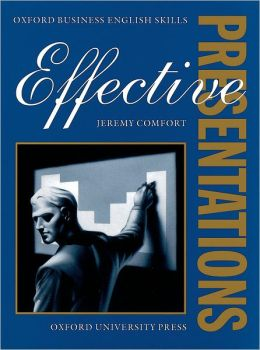 OXFORD BUSINESS ENGLISH SKILLS
Effective
PRESENTATIONS
JEREMY COMFORT
OXFORD UNIVERSITY PRESS